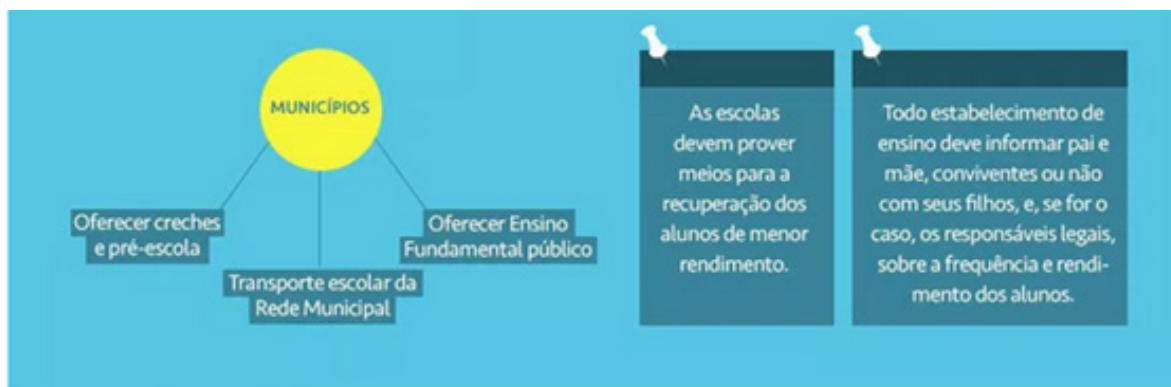 MUNICÍPIOS
Oferecer creches
e pré-escola
Transporte escolar da
Rede Municipal
Oferecer Ensino
Fundamental público
As escolas
devem prover
meios para a
recuperação dos
alunos de menor
rendimento.
Todo estabelecimento de
ensino deve informar pai e
mãe, conviventes ou não
com seus filhos, e, se for o
caso, os responsáveis legais,
sobre a frequência e rendi-
mento dos alunos.